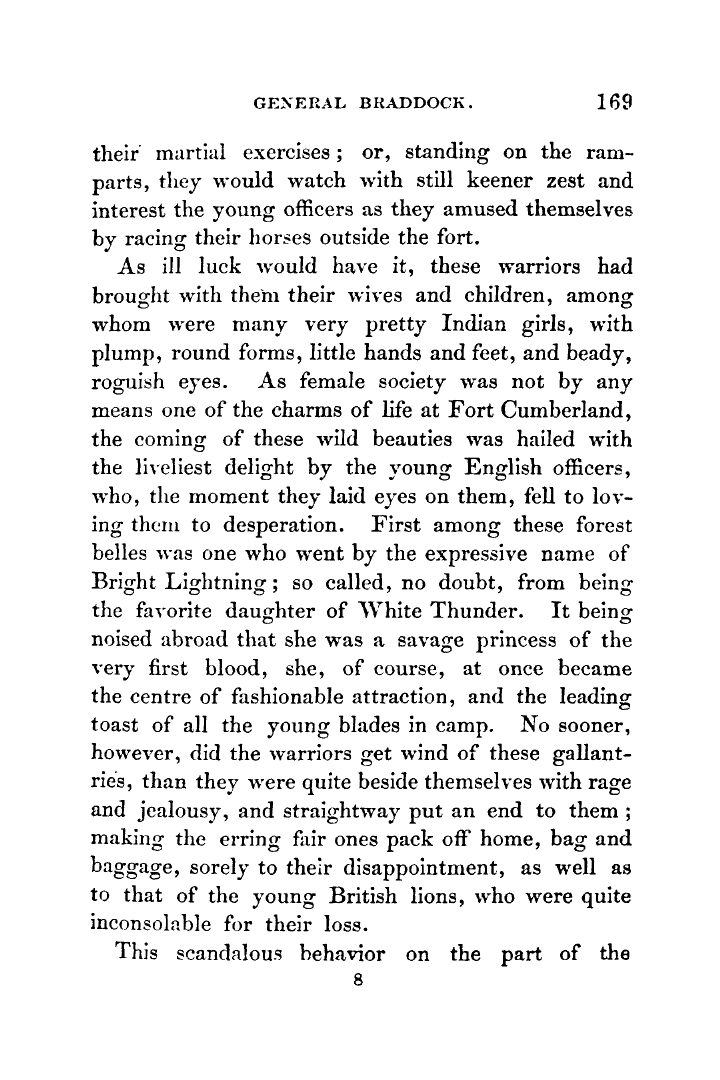 GENERAL BRADDOCK. 169
their martial exercises; or, standing on the ram-
parts, they would watch with still keener zest and
interest the young officers as they amused themselves
by racing their horses outside the fort.
As ill luck would have it, these warriors had
brought with them their wives and children, among
whom were many very pretty Indian girls, with
plump, round forms, little hands and feet, and beady,
roguish eyes. As female society was not by any
means one of the charms of life at Fort Cumberland,
the coming of these wild beauties was hailed with
the liveliest delight by the young English officers,
who, the moment they laid eyes on them, fell to lov-
ing them to desperation. First among these forest
belles was one who went by the expressive name of
Bright Lightning; so called, no doubt, from being
the favorite daughter of White Thunder. It being
noised abroad that she was a savage princess of the
very first blood, she, of course, at once became
the centre of fashionable attraction, and the leading
toast of all the young blades in camp. No sooner,
however, did the warriors get wind of these gallant-
ries, than they were quite beside themselves with rage
and jealousy, and straightway put an end to them;
making the erring fair ones pack off home, bag and
baggage, sorely to their disappointment, as well as
to that of the young British lions, who were quite
inconsolable for their loss.
This scandalous behavior on the part of the
8